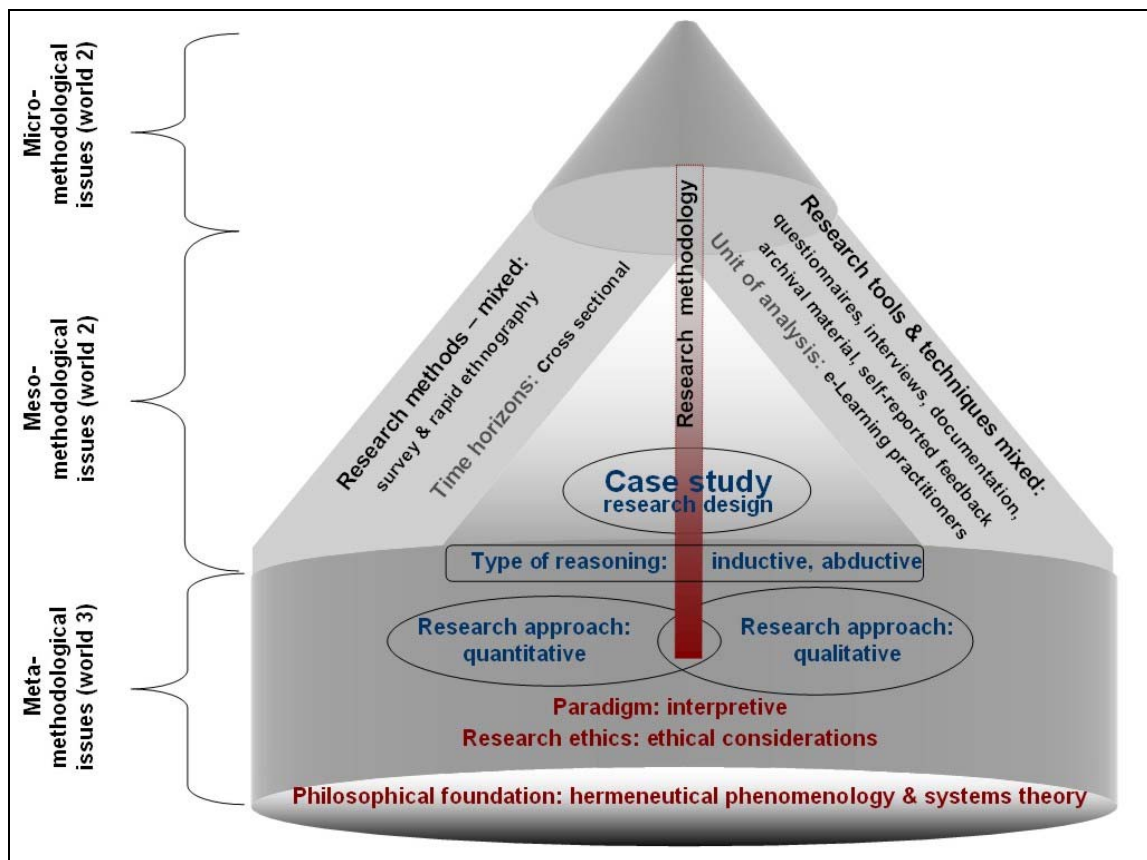 Micro-
methodological
issues (world 2)
Meso-
methodological
issues (world 2)
Meta-
methodological
issues (world 3)
Research methods – mixed:
survey & rapid ethnography
Time horizons: cross sectional
Research methodology
Research tools & techniques mixed:
questionnaires, interviews, documentation,
archival material, self-reported feedback
Unit of analysis: e-Learning practitioners
Case study
research design
Type of reasoning: inductive, abductive
Research approach:
quantitative
Research approach:
qualitative
Paradigm: interpretive
Research ethics: ethical considerations
Philosophical foundation: hermeneutical phenomenology & systems theory